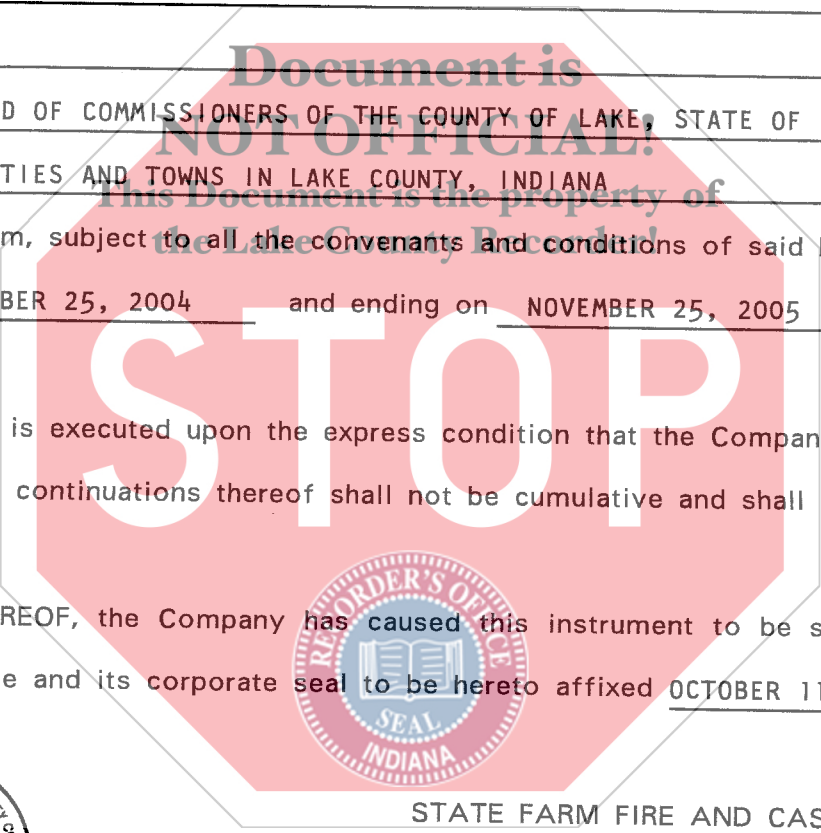 Document is
D OF COMMISSIONERS OF THE COUNTY OF LAKE, STATE OF
NOT OFFICIAL!
TIES AND TOWNS IN LAKE COUNTY, INDIANA
This Document is the property of
m, subject to all the convenants and conditions of said
the Lake County Recorder!
BER 25, 2004 and ending on NOVEMBER 25, 2005
STOP
is executed upon the express condition that the Compan
continuations thereof shall not be cumulative and shall
REOF, the Company has caused this instrument to be s
e and its corporate seal to be hereto affixed OCTOBER 11
RECORDER'S OFFICE
SEAL
INDIANA
STATE FARM FIRE AND CAS